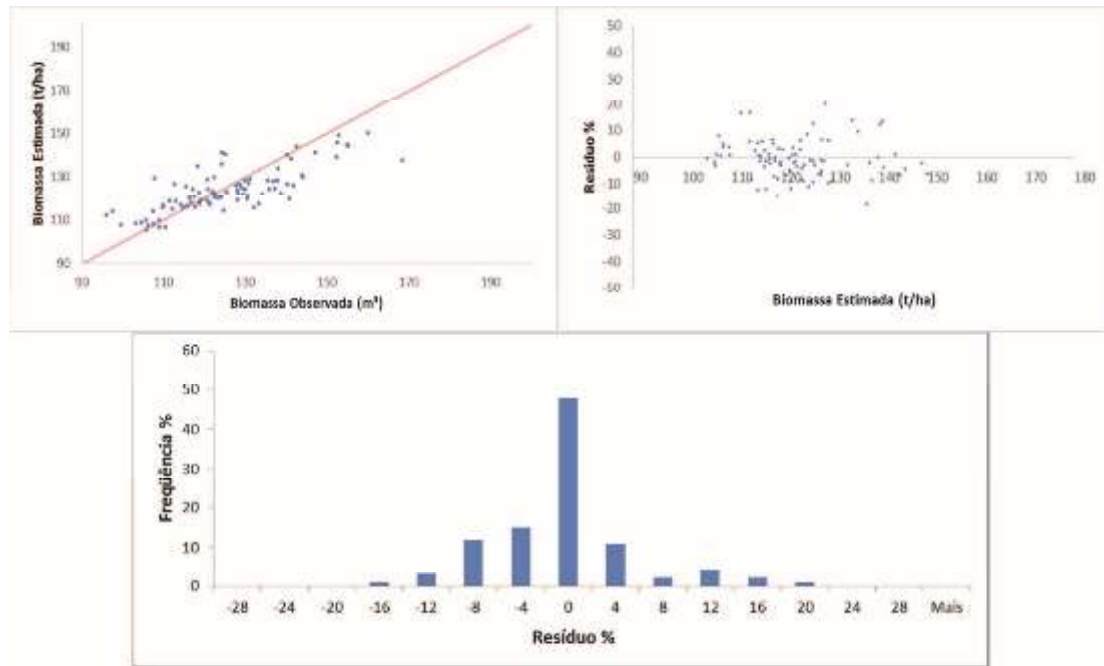 190
170
150
130
110
90
Biomassa Estimada (t/ha)
90 110 130 150 170 190
Biomassa Observada (m³)
50
40
30
20
10
0
-10
-20
-30
-40
-50
Resíduo %
90 100 110 120 130 140 150 160 170 180
Biomassa Estimada (t/ha)
60
50
40
30
20
10
0
Freqüência %
-28 -24 -20 -16 -12 -8 -4 0 4 8 12 16 20 24 28 Mais
Resíduo %